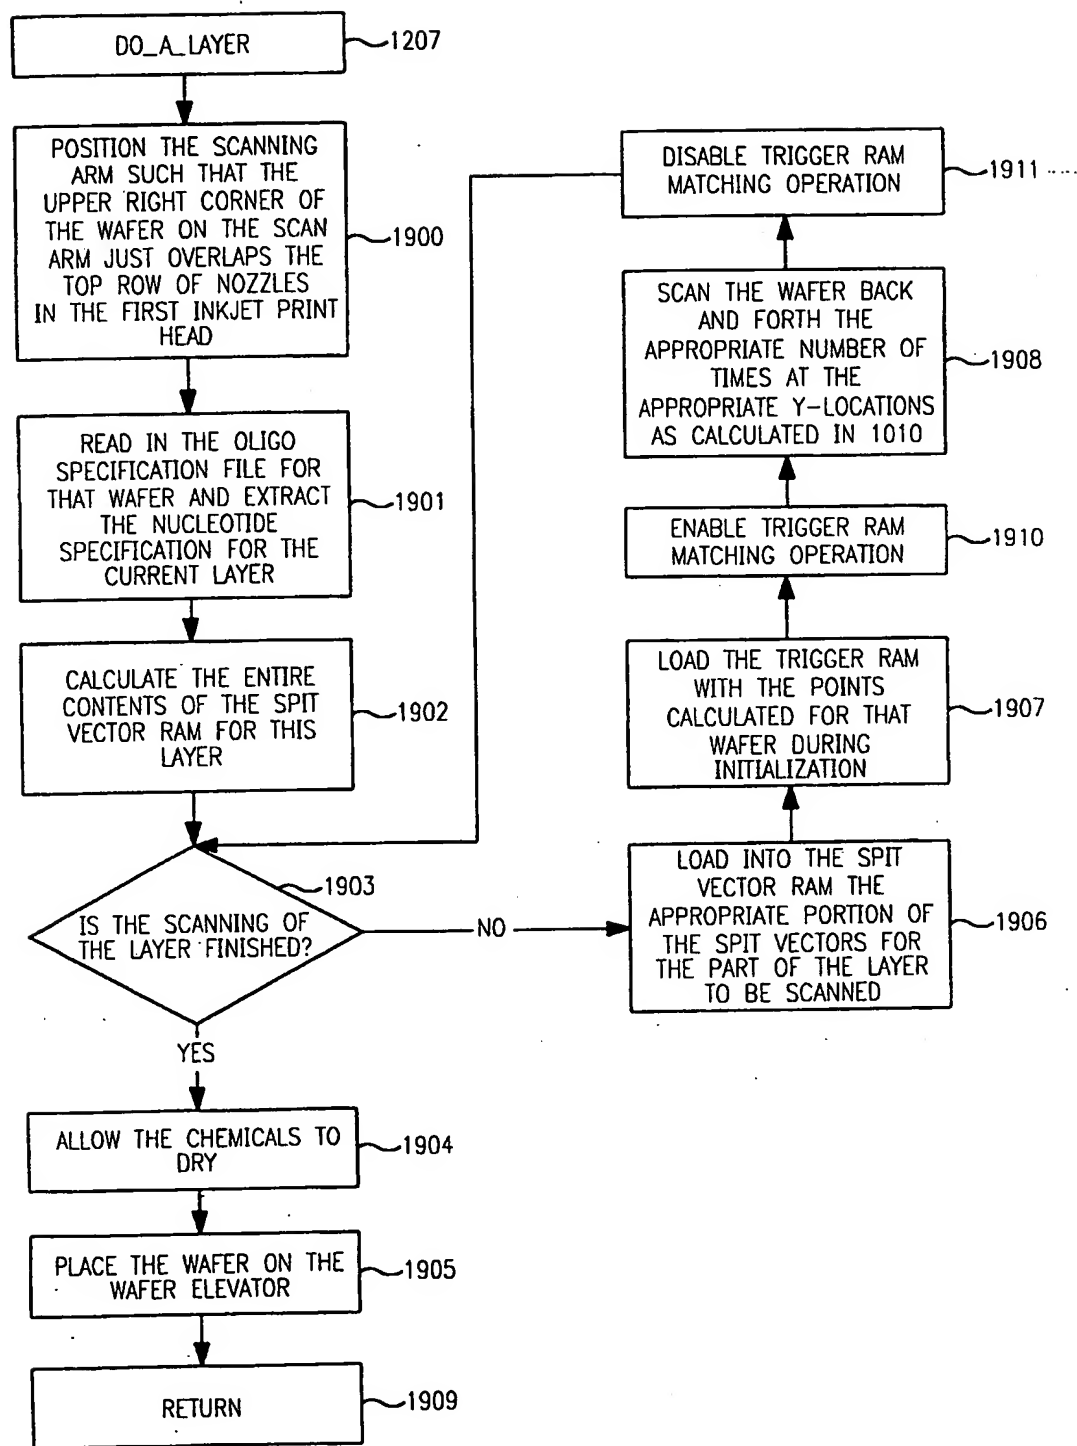 DO_A_LAYER
1207
POSITION THE SCANNING
ARM SUCH THAT THE
UPPER RIGHT CORNER OF
THE WAFER ON THE SCAN
ARM JUST OVERLAPS THE
TOP ROW OF NOZZLES
IN THE FIRST INKJET PRINT
HEAD
1900
READ IN THE OLIGO
SPECIFICATION FILE FOR
THAT WAFER AND EXTRACT
THE NUCLEOTIDE
SPECIFICATION FOR THE
CURRENT LAYER
1901
CALCULATE THE ENTIRE
CONTENTS OF THE SPIT
VECTOR RAM FOR THIS
LAYER
1902
1903
IS THE SCANNING OF
THE LAYER FINISHED?
NO
LOAD INTO THE SPIT
VECTOR RAM THE
APPROPRIATE PORTION OF
THE SPIT VECTORS FOR
THE PART OF THE LAYER
TO BE SCANNED
1906
LOAD THE TRIGGER RAM
WITH THE POINTS
CALCULATED FOR THAT
WAFER DURING
INITIALIZATION
1907
ENABLE TRIGGER RAM
MATCHING OPERATION
1910
SCAN THE WAFER BACK
AND FORTH THE
APPROPRIATE NUMBER OF
TIMES AT THE
APPROPRIATE Y-LOCATIONS
AS CALCULATED IN 1010
1908
DISABLE TRIGGER RAM
MATCHING OPERATION
1911
YES
ALLOW THE CHEMICALS TO
DRY
1904
PLACE THE WAFER ON THE
WAFER ELEVATOR
1905
RETURN
1909